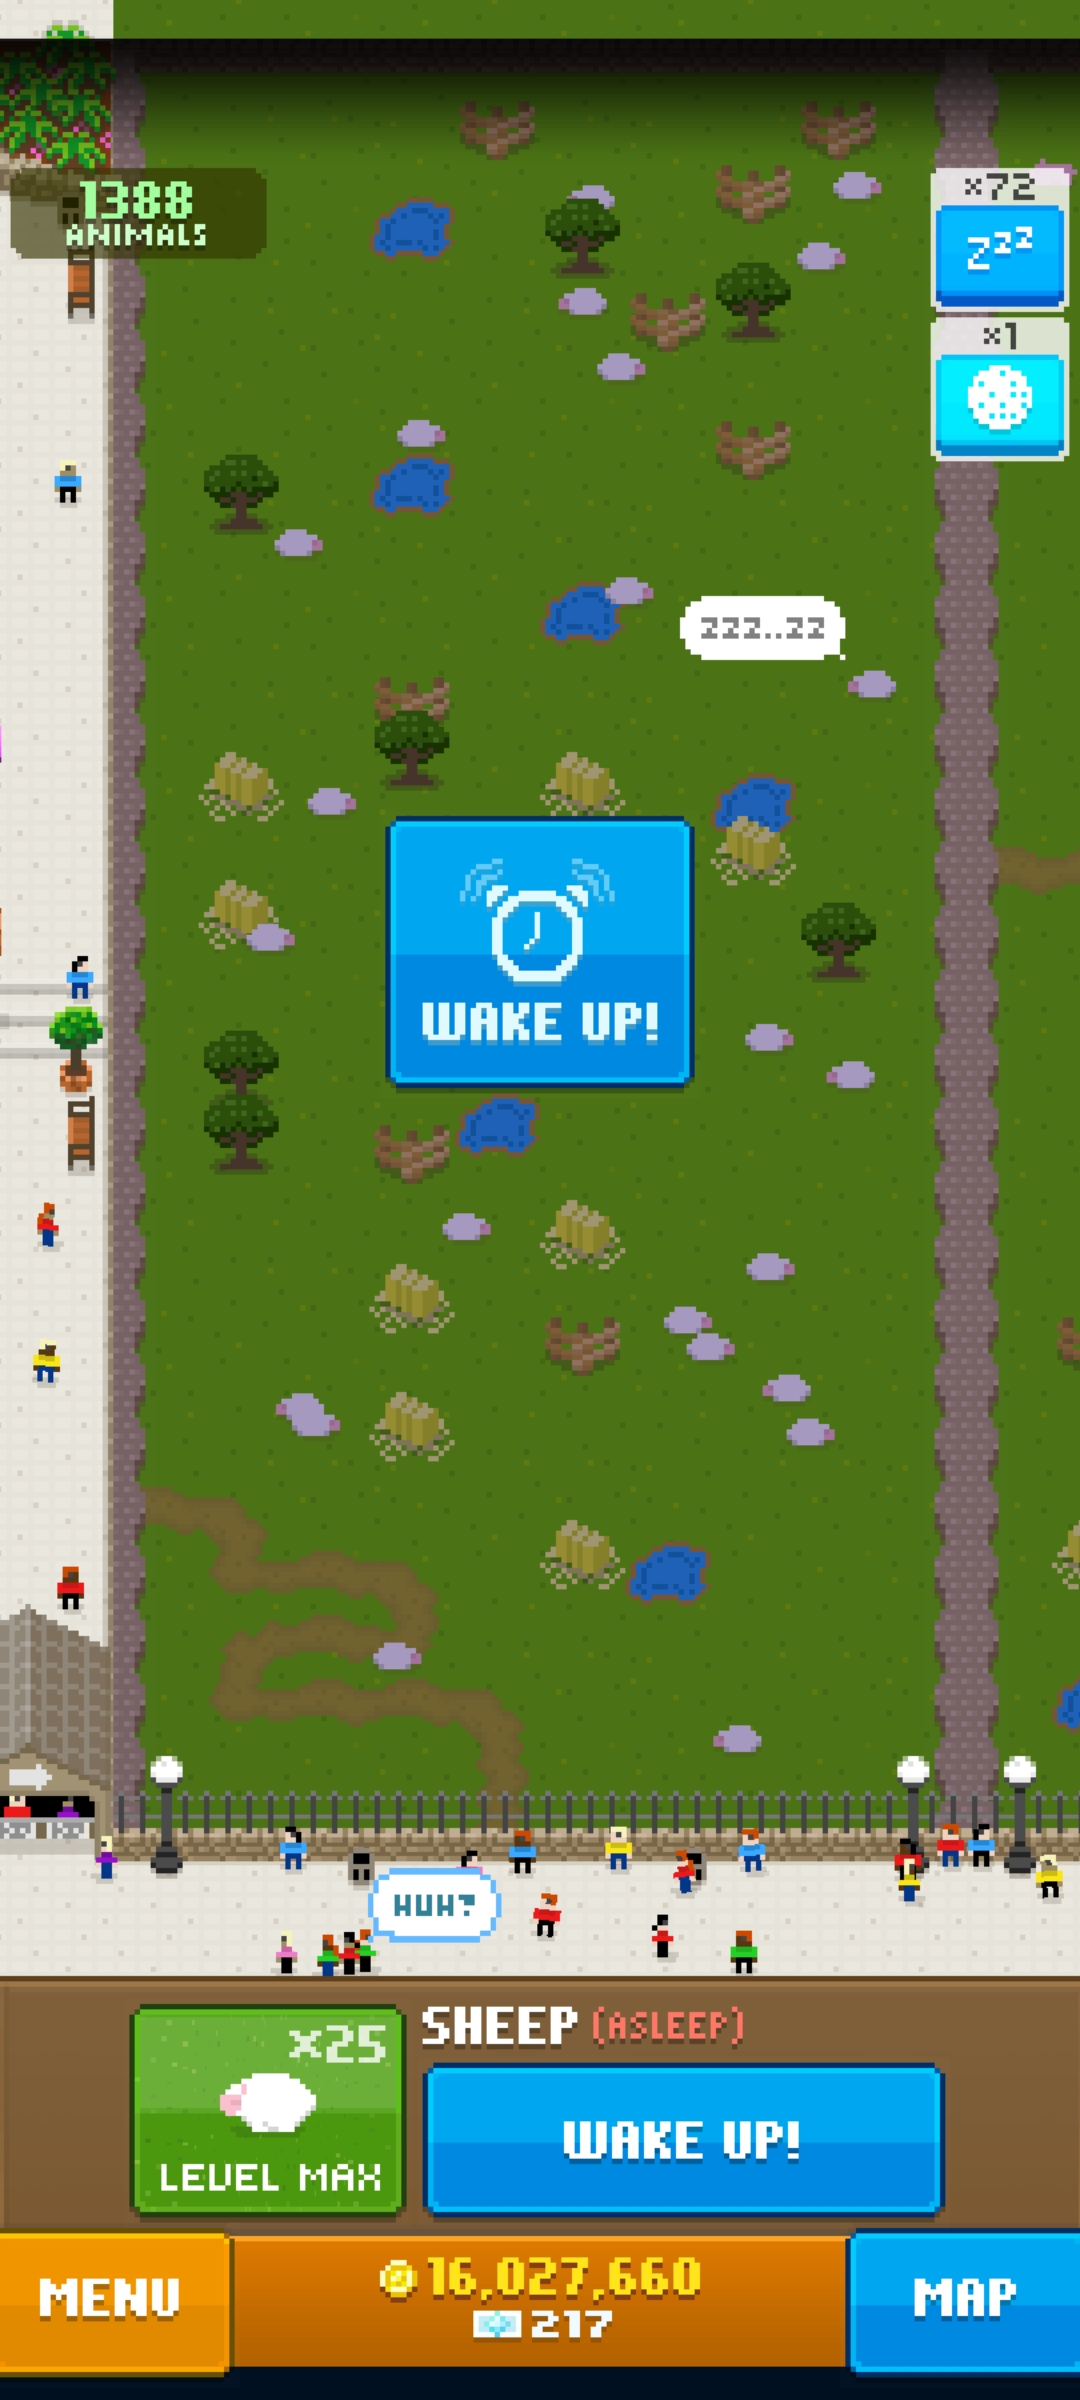 1388
ANIMALS
x72
zzz
x1
zzz..zz
WAKE UP!
HUH?
x25
SHEEP (ASLEEP)
LEVEL MAX
WAKE UP!
MENU
16,027,660
217
MAP